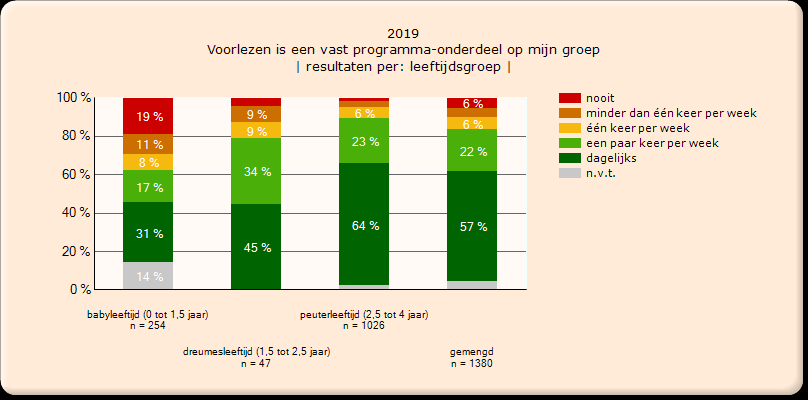 2019
Voorlezen is een vast programma-onderdeel op mijn groep
| resultaten per: leeftijdsgroep |
100 %
80 %
60 %
40 %
20 %
0 %
19 %
11 %
8 %
17 %
31 %
14 %
9 %
9 %
34 %
45 %
6 %
23 %
64 %
6 %
6 %
22 %
57 %
nooit
minder dan één keer per week
één keer per week
een paar keer per week
dagelijks
n.v.t.
babyleeftijd (0 tot 1,5 jaar)
n = 254
dreumesleeftijd (1,5 tot 2,5 jaar)
n = 47
peuterleeftijd (2,5 tot 4 jaar)
n = 1026
gemengd
n = 1380